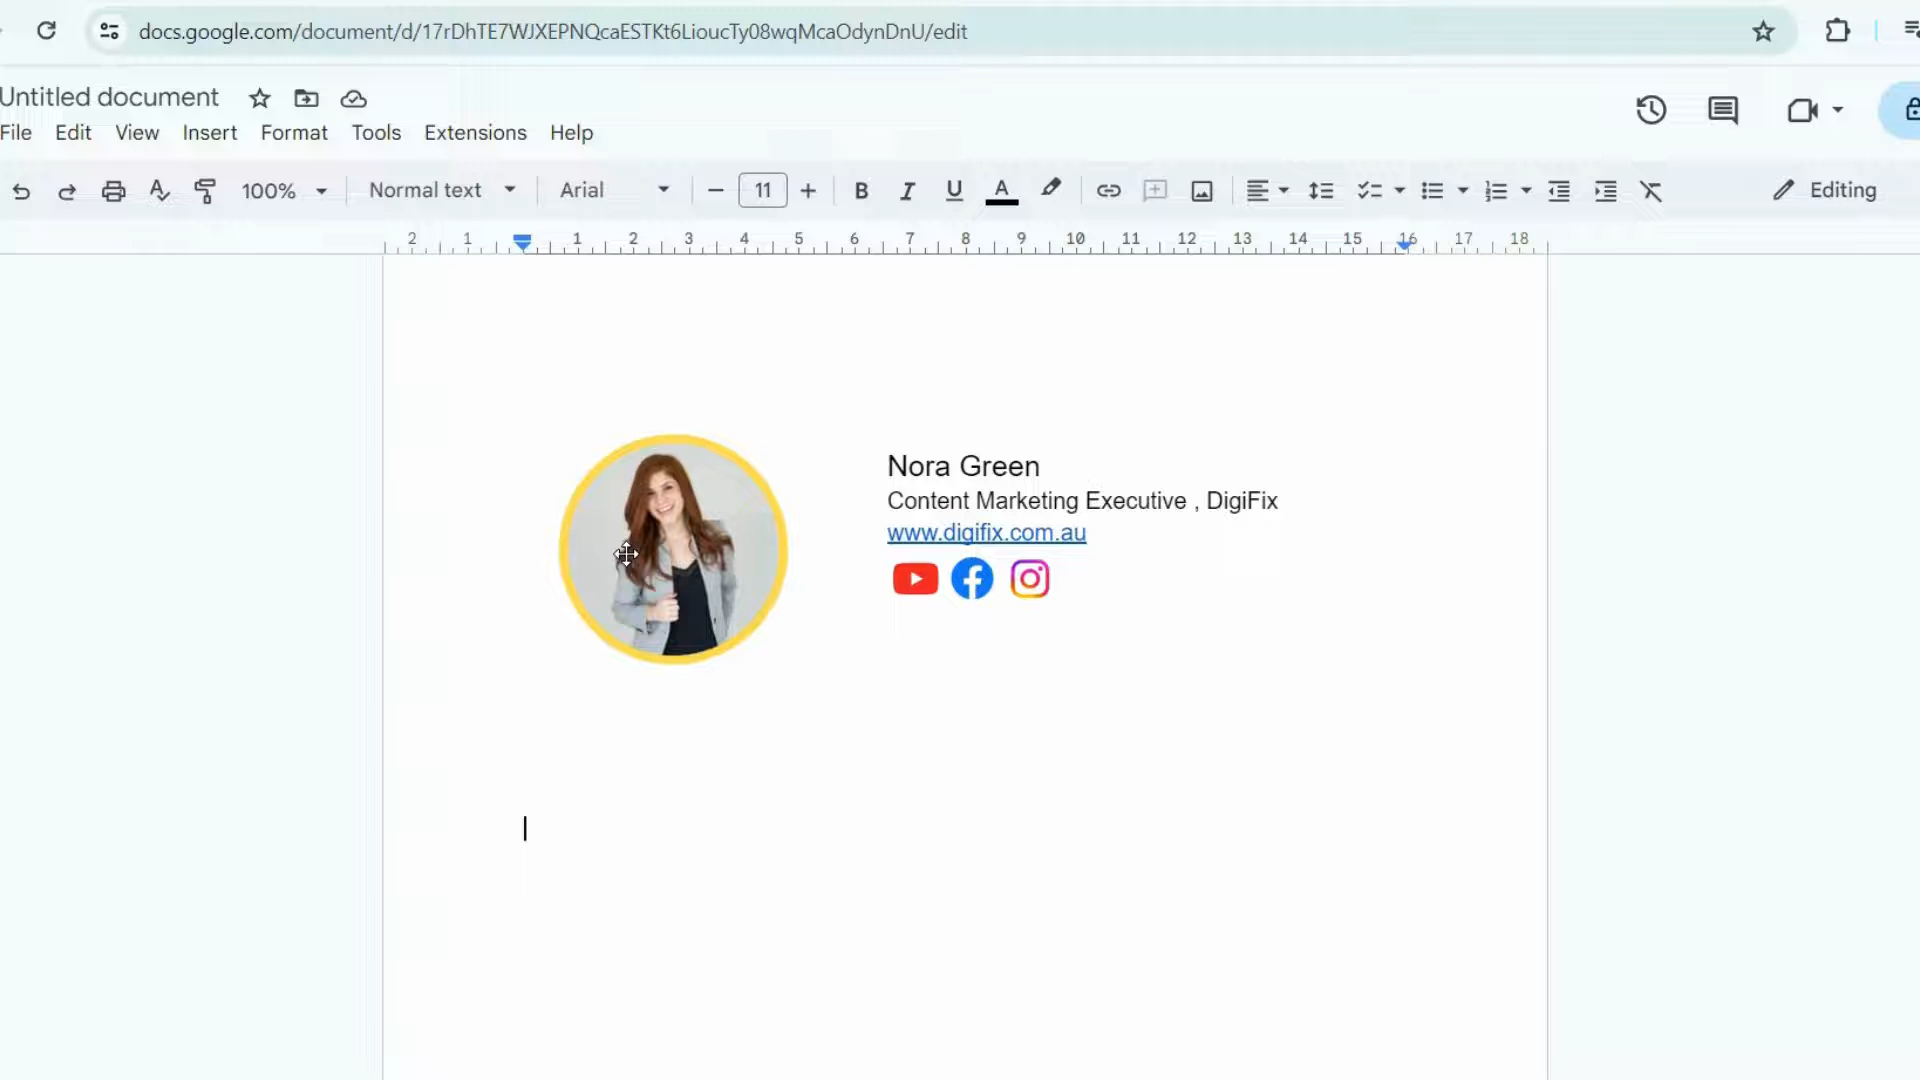 docs.google.com/document/d/17rDhTE7WJXEPNQcaESTKt6LioucTy08wqMcaOdynDnU/edit
Untitled document
File Edit View Insert Format Tools Extensions Help
100% Normal text Arial 11 B I U A Editing
2 1 1 2 3 4 5 6 7 8 9 10 11 12 13 14 15 16 17 18
Nora Green
Content Marketing Executive , DigiFix
www.digifix.com.au